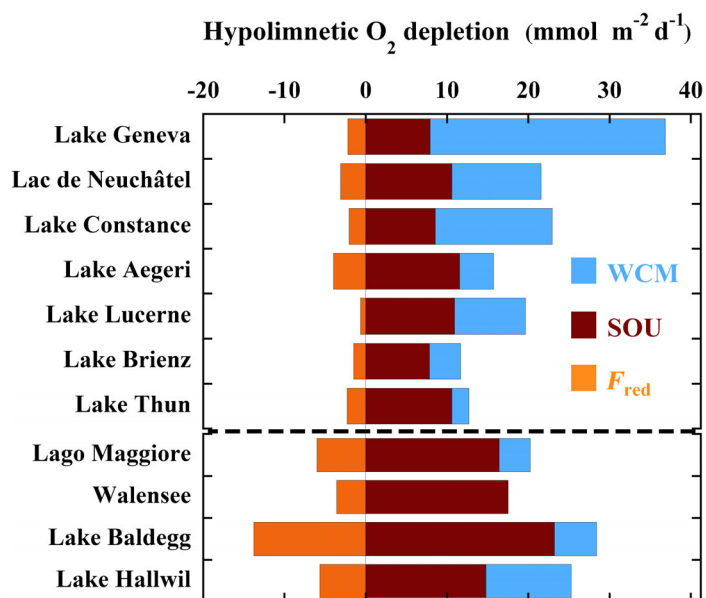 Hypolimnetic O2 depletion (mmol m-2 d-1)
-20 -10 0 10 20 30 40
Lake Geneva
Lac de Neuchâtel
Lake Constance
Lake Aegeri
Lake Lucerne
Lake Brienz
Lake Thun
Lago Maggiore
Walensee
Lake Baldegg
Lake Hallwil
WCM
SOU
Fred